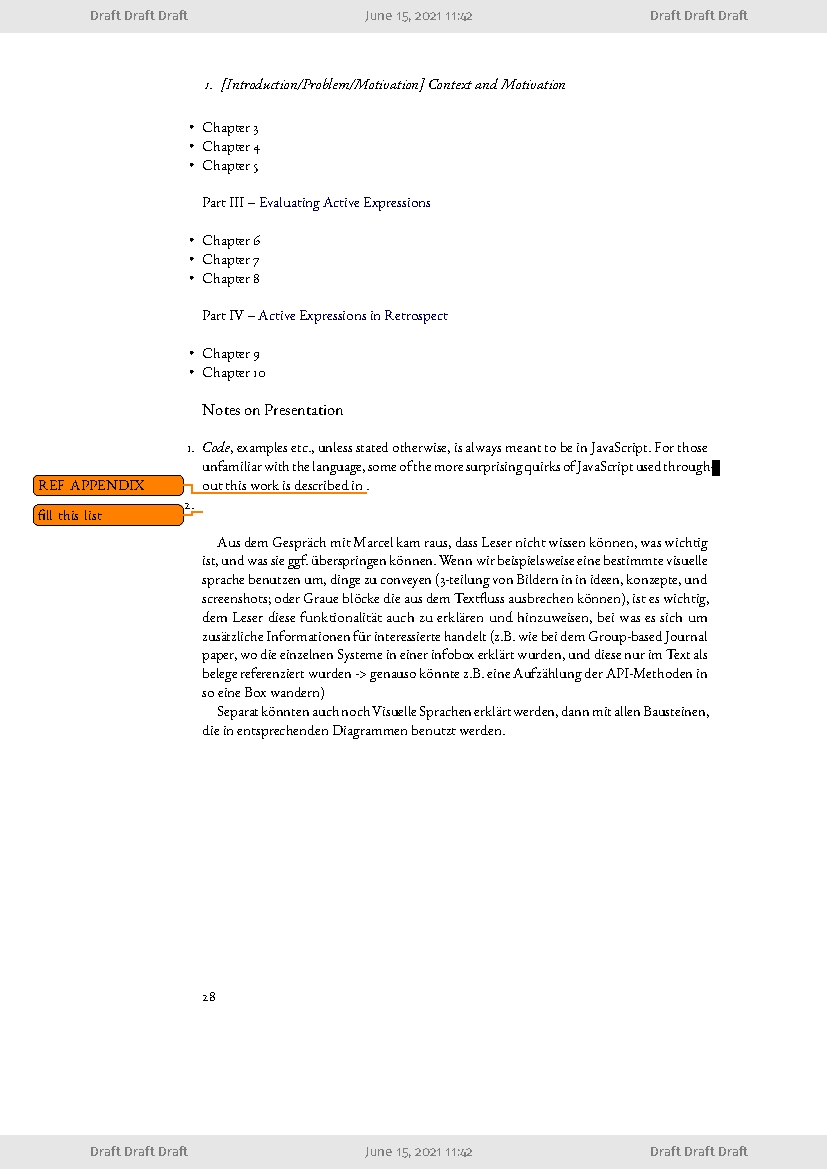 Draft Draft Draft June 15, 2021 11:42 Draft Draft Draft
1. [Introduction/Problem/Motivation] Context and Motivation
• Chapter 3
• Chapter 4
• Chapter 5
Part III – Evaluating Active Expressions
• Chapter 6
• Chapter 7
• Chapter 8
Part IV – Active Expressions in Retrospect
• Chapter 9
• Chapter 10
Notes on Presentation
1. Code, examples etc., unless stated otherwise, is always meant to be in JavaScript. For those
unfamiliar with the language, some of the more surprising quirks of JavaScript used through-
REF APPENDIX
out this work is described in .
2.
fill this list
Aus dem Gespräch mit Marcel kam raus, dass Leser nicht wissen können, was wichtig
ist, und was sie ggf. überspringen können. Wenn wir beispielsweise eine bestimmte visuelle
sprache benutzen um, dinge zu conveyen (3-teilung von Bildern in in ideen, konzepte, und
screenshots; oder Graue blöcke die aus dem Textfluss ausbrechen können), ist es wichtig,
dem Leser diese funktionalität auch zu erklären und hinzuweisen, bei was es sich um
zusätzliche Informationen für interessierte handelt (z.B. wie bei dem Group-based Journal
paper, wo die einzelnen Systeme in einer infobox erklärt wurden, und diese nur im Text als
belege referenziert wurden -> genauso könnte z.B. eine Aufzählung der API-Methoden in
so eine Box wandern)
Separat könnten auch noch Visuelle Sprachen erklärt werden, dann mit allen Bausteinen,
die in entsprechenden Diagrammen benutzt werden.
28
Draft Draft Draft June 15, 2021 11:42 Draft Draft Draft